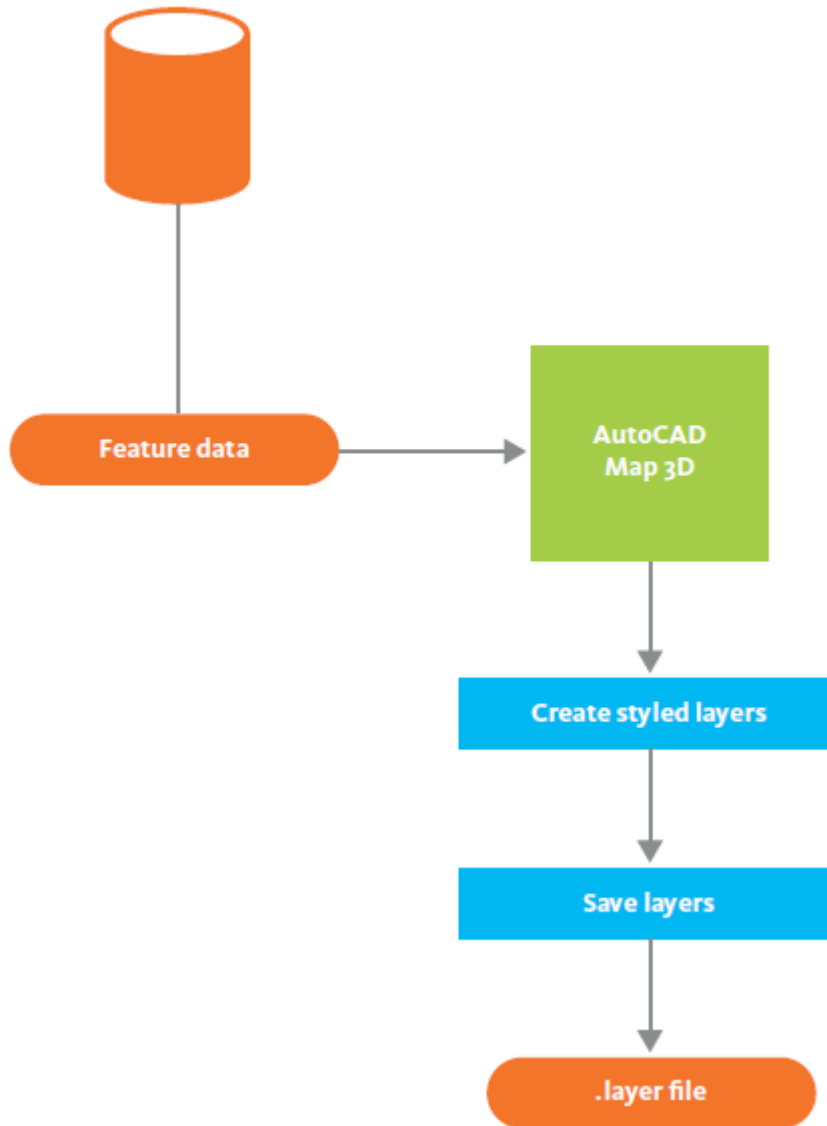 Feature data
AutoCAD
Map 3D
Create styled layers
Save layers
.layer file